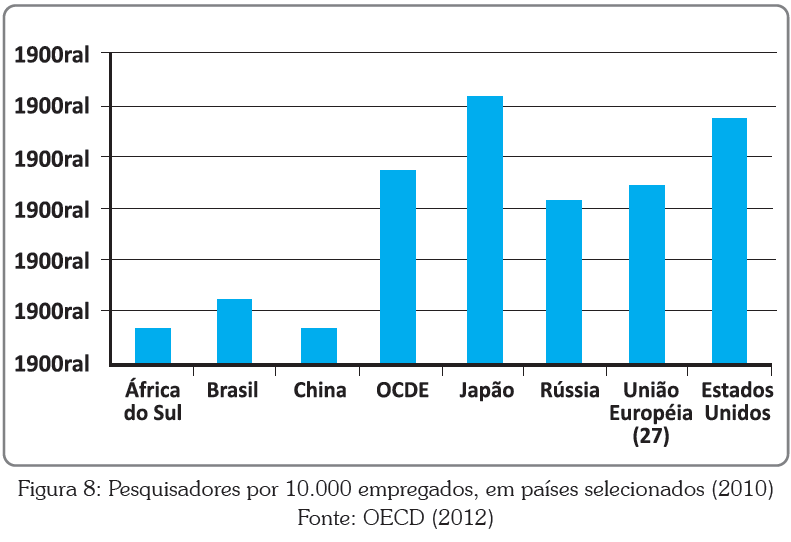 1900ral
1900ral
1900ral
1900ral
1900ral
1900ral
1900ral
África do Sul
Brasil
China
OCDE
Japão
Rússia
União Européia (27)
Estados Unidos
Figura 8: Pesquisadores por 10.000 empregados, em países selecionados (2010)
Fonte: OECD (2012)